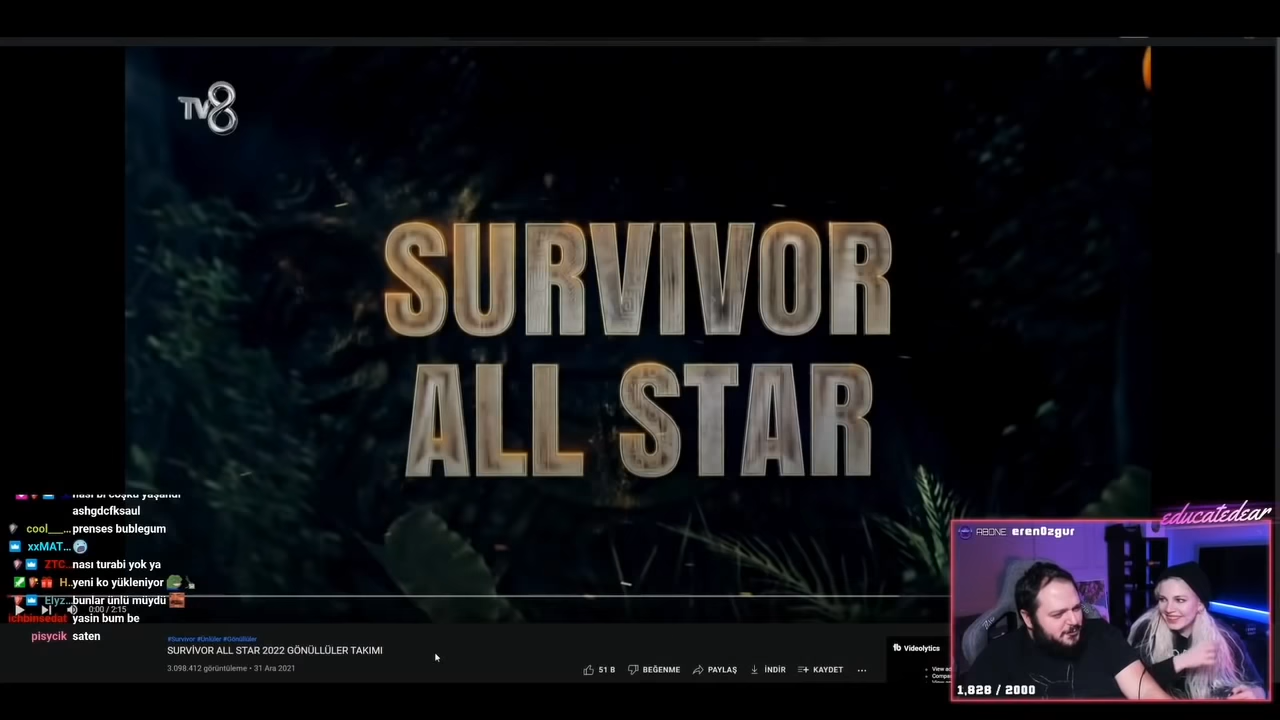 TV8
SURVIVOR
ALL STAR
ashgdcfksaul
cool___... prenses bublegum
xxMAT...
ZTC... nası turabi yok ya
H... yeni ko yükleniyor
Elyz... bunlar ünlü müydü
0:00 / 2:15
ichbinsedat yasin bum be
pisycik saten
#Survivor #Ünlüler #Gönüllüler
SURVİVOR ALL STAR 2022 GÖNÜLLÜLER TAKIMI
3.098.412 görüntüleme • 31 Ara 2021
51 B
BEĞENME
PAYLAŞ
İNDİR
KAYDET
Videolytics
educatedear
ABONE eren0zgur
1,828 / 2000